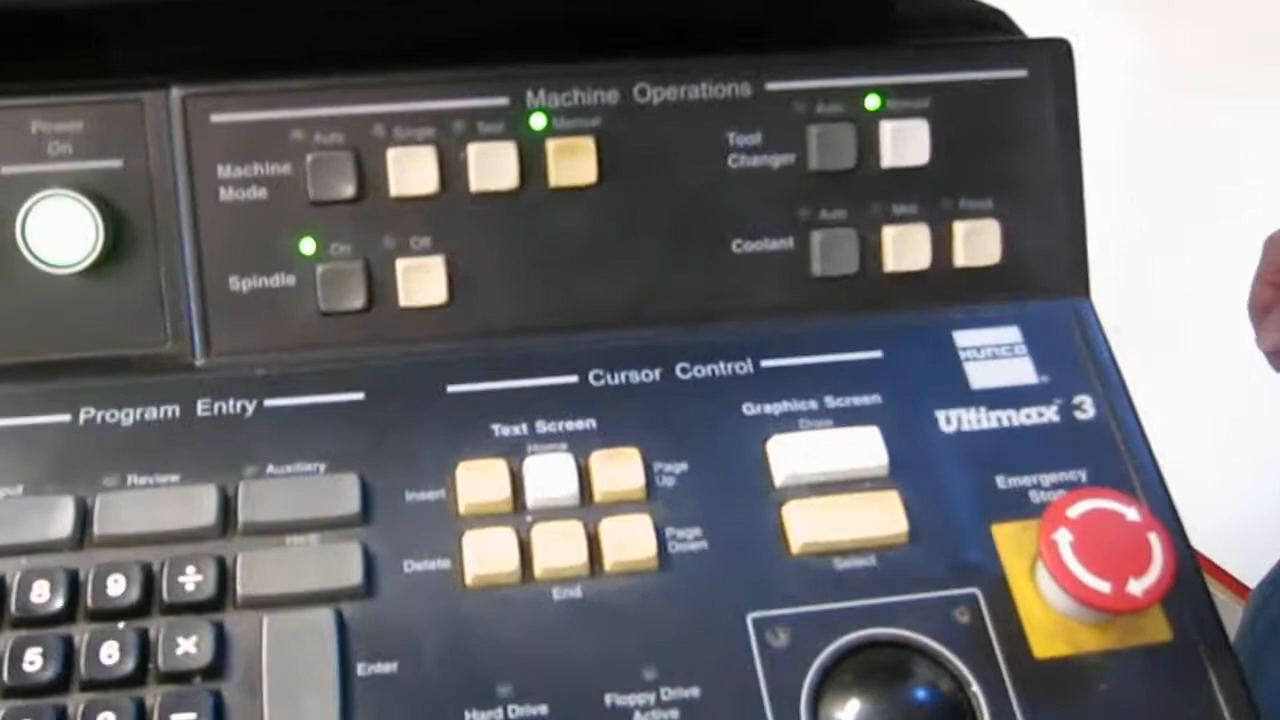 Machine Operations
Power
On
Auto
Single
Tool
Manual
Machine
Mode
Tool
Changer
Auto
Manual
On
Off
Spindle
Coolant
Auto
Mist
Flood
Program Entry
Cursor Control
HURCO
Ultimax™ 3
Text Screen
Home
Insert
Page
Up
Delete
Page
Down
End
Graphics Screen
Draw
Select
Emergency
Stop
Review
Auxiliary
8
9
÷
5
6
×
Enter
Hard Drive
Floppy Drive
Active